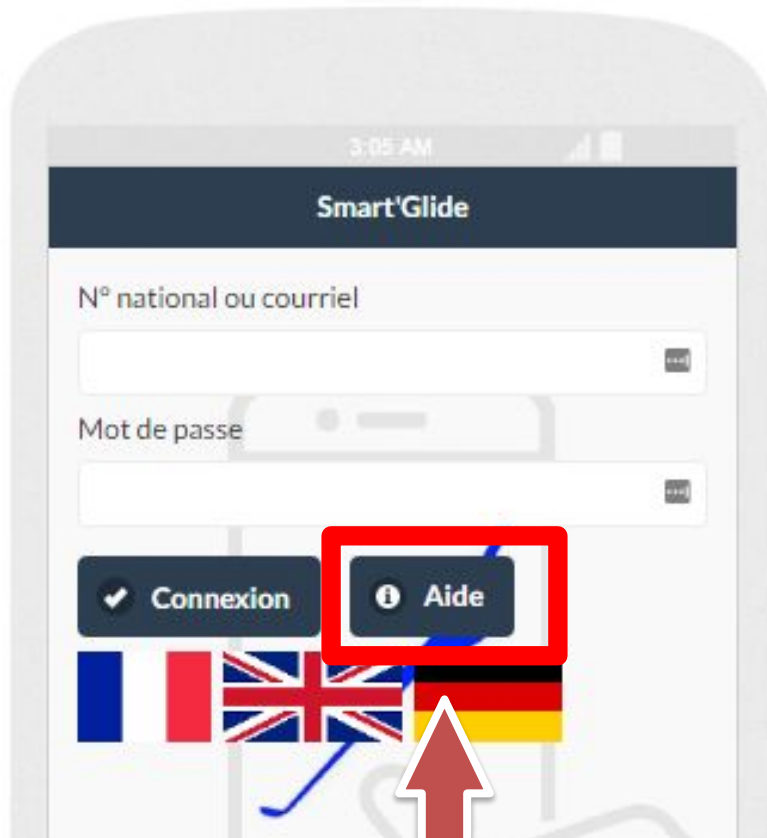 3:05 AM
Smart'Glide
N° national ou courriel
Mot de passe
Connexion
Aide